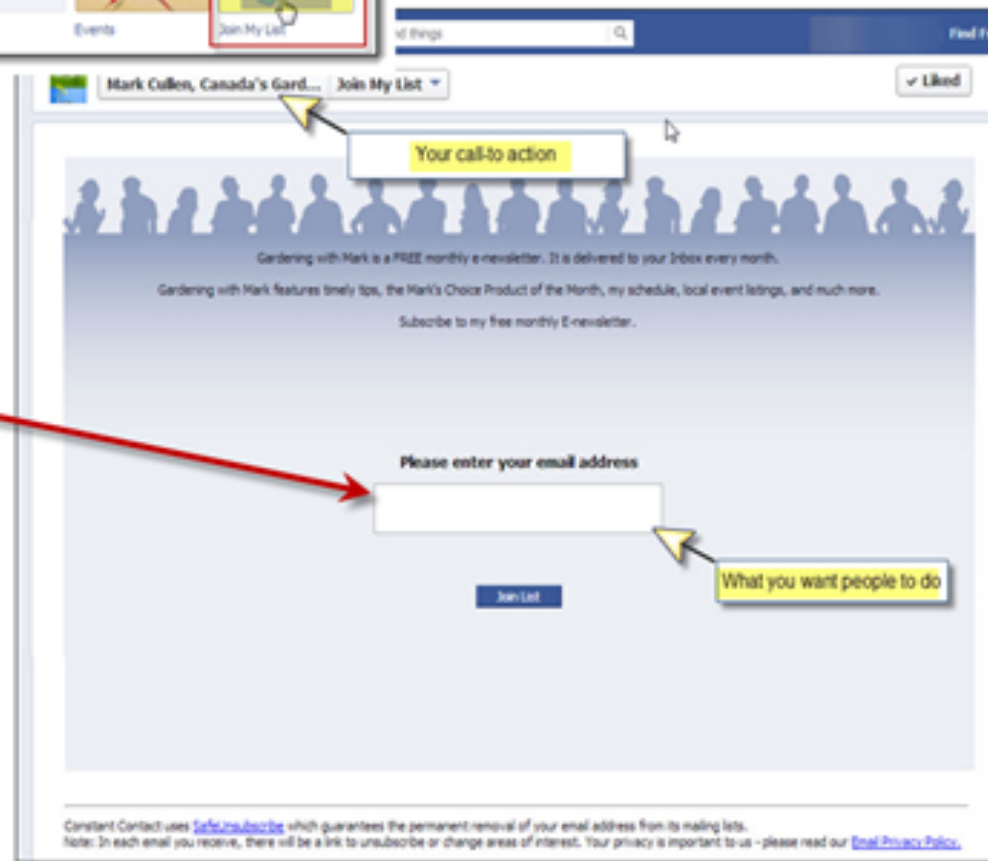 Events
Join My List
d things
Find F
Mark Cullen, Canada's Gard...
Join My List
Liked
Your call-to action
Gardening with Mark is a FREE monthly e-newsletter. It is delivered to your Inbox every month.
Gardening with Mark features timely tips, the Mark's Choice Product of the Month, my schedule, local event listings, and much more.
Subscribe to my free monthly E-newsletter.
Please enter your email address
What you want people to do
Join List
Constant Contact uses SafeUnsubscribe which guarantees the permanent removal of your email address from its mailing lists.
Note: In each email you receive, there will be a link to unsubscribe or change areas of interest. Your privacy is important to us - please read our Email Privacy Policy.